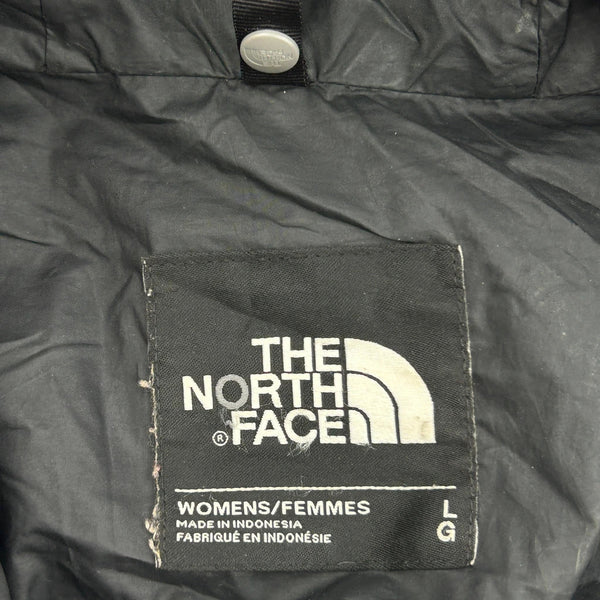 THE
NORTH
FACE
®
WOMENS/FEMMES
MADE IN INDONESIA
FABRIQUÉ EN INDONÉSIE
L
G